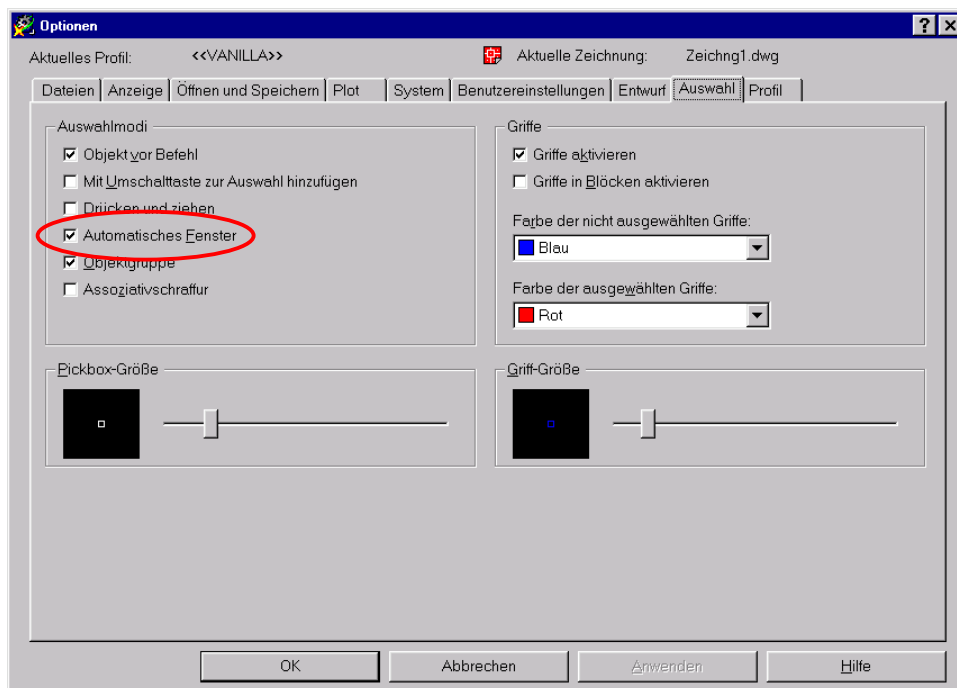 Optionen
Aktuelles Profil: <<VANILLA>> Aktuelle Zeichnung: Zeichng1.dwg
Dateien Anzeige Öffnen und Speichern Plot System Benutzereinstellungen Entwurf Auswahl Profil
Auswahlmodi
Objekt vor Befehl
Mit Umschalttaste zur Auswahl hinzufügen
Drücken und ziehen
Automatisches Fenster
Objektgruppe
Assoziativschraffur
Griffe
Griffe aktivieren
Griffe in Blöcken aktivieren
Farbe der nicht ausgewählten Griffe:
Blau
Farbe der ausgewählten Griffe:
Rot
Pickbox-Größe
Griff-Größe
OK Abbrechen Anwenden Hilfe